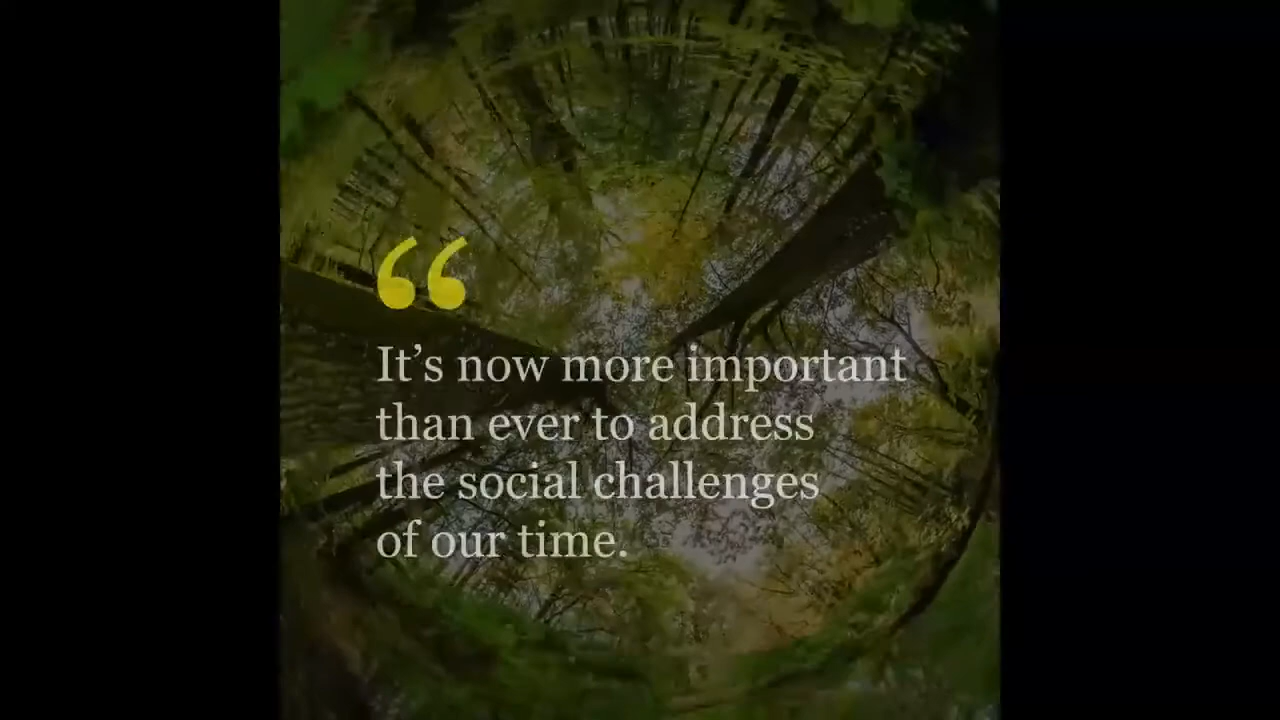 “
It’s now more important
than ever to address
the social challenges
of our time.